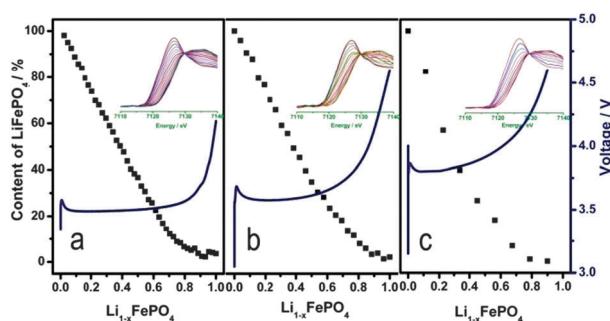 Content of LiFePO₄ / %
100
80
60
40
20
0
7110 7120 7130 7140
Energy / eV
a
0.0 0.2 0.4 0.6 0.8 1.0
Li₁₋ₓFePO₄
7110 7120 7130 7140
Energy / eV
b
0.0 0.2 0.4 0.6 0.8 1.0
Li₁₋ₓFePO₄
7110 7120 7130 7140
Energy / eV
c
0.0 0.2 0.4 0.6 0.8 1.0
Li₁₋ₓFePO₄
5.0
4.5
4.0
3.5
3.0
Voltage / V